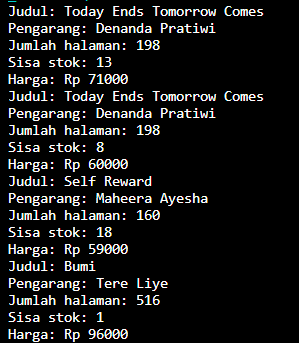 Judul: Today Ends Tomorrow Comes
Pengarang: Denanda Pratiwi
Jumlah halaman: 198
Sisa stok: 13
Harga: Rp 71000
Judul: Today Ends Tomorrow Comes
Pengarang: Denanda Pratiwi
Jumlah halaman: 198
Sisa stok: 8
Harga: Rp 60000
Judul: Self Reward
Pengarang: Maheera Ayesha
Jumlah halaman: 160
Sisa stok: 18
Harga: Rp 59000
Judul: Bumi
Pengarang: Tere Liye
Jumlah halaman: 516
Sisa stok: 1
Harga: Rp 96000